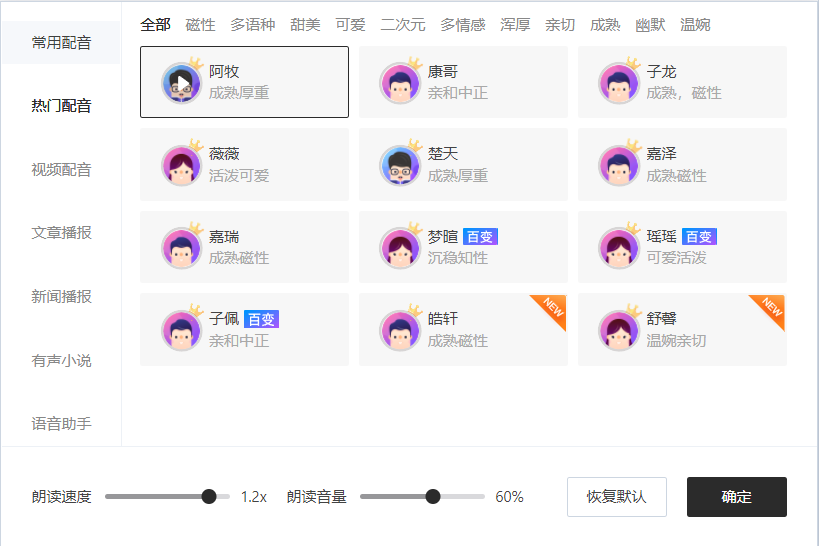 常用配音
热门配音
视频配音
文章播报
新闻播报
有声小说
语音助手
全部 磁性 多语种 甜美 可爱 二次元 多情感 浑厚 亲切 成熟 幽默 温婉
阿牧
成熟厚重
康哥
亲和中正
子龙
成熟，磁性
薇薇
活泼可爱
楚天
成熟厚重
嘉泽
成熟磁性
嘉瑞
成熟磁性
梦暄 百变
沉稳知性
瑶瑶 百变
可爱活泼
子佩 百变
亲和中正
皓轩
成熟磁性
NEW
舒馨
温婉亲切
NEW
朗读速度 1.2x 朗读音量 60% 恢复默认 确定